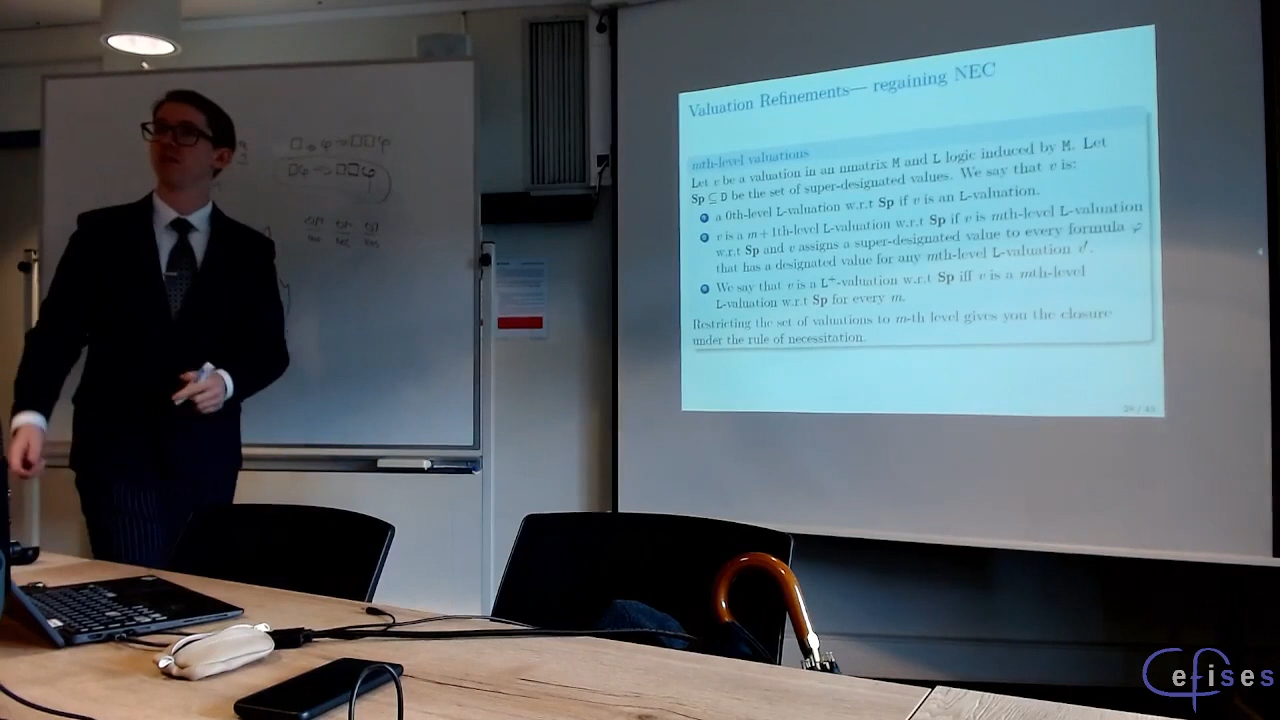 □。φ→□□φ
□φ→□□φ
Valuation Refinements— regaining NEC
mth-level valuations
Let v be a valuation in an nmatrix M and L logic induced by M. Let
Sp ⊆ D be the set of super-designated values. We say that v is:
a 0th-level L-valuation w.r.t Sp if v is an L-valuation.
v is a m + 1th-level L-valuation w.r.t Sp if v is mth-level L-valuation
w.r.t Sp and v assigns a super-designated value to every formula φ
that has a designated value for any mth-level L-valuation v′.
We say that v is a L⁺-valuation w.r.t Sp iff v is a mth-level
L-valuation w.r.t Sp for every m.
Restricting the set of valuations to m-th level gives you the closure
under the rule of necessitation.
Cefises